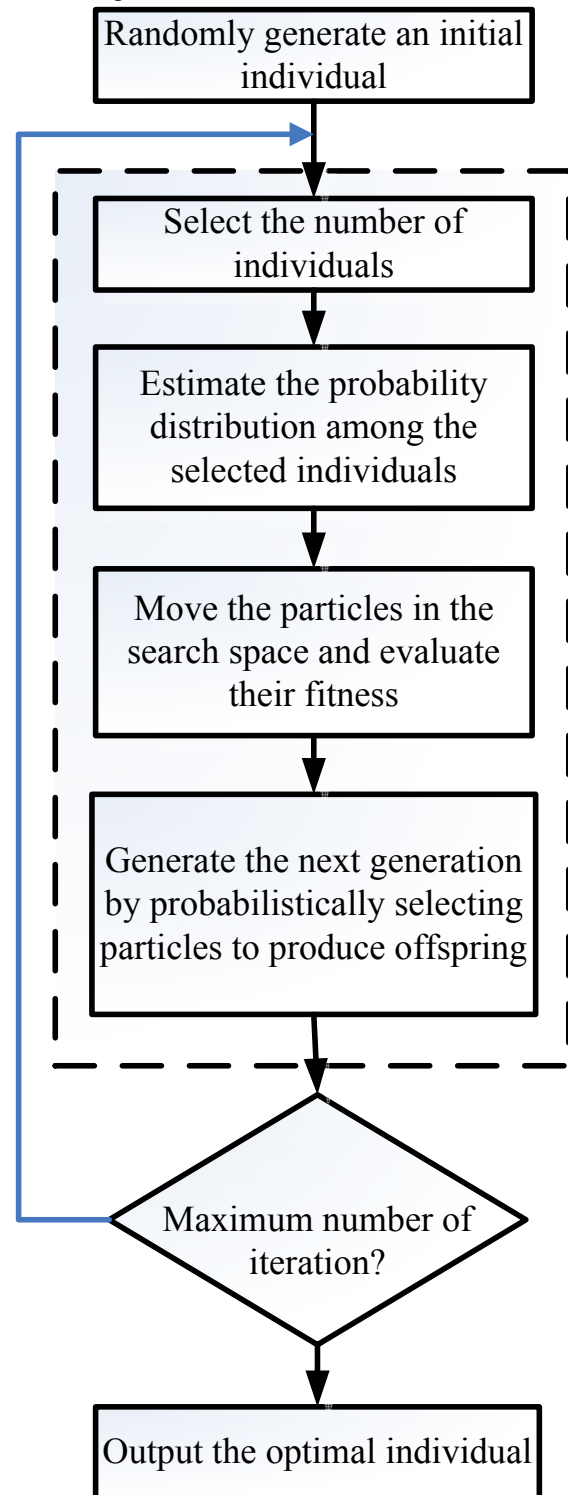 Randomly generate an initial
individual
Select the number of
individuals
Estimate the probability
distribution among the
selected individuals
Move the particles in the
search space and evaluate
their fitness
Generate the next generation
by probabilistically selecting
particles to produce offspring
Maximum number of
iteration?
Output the optimal individual